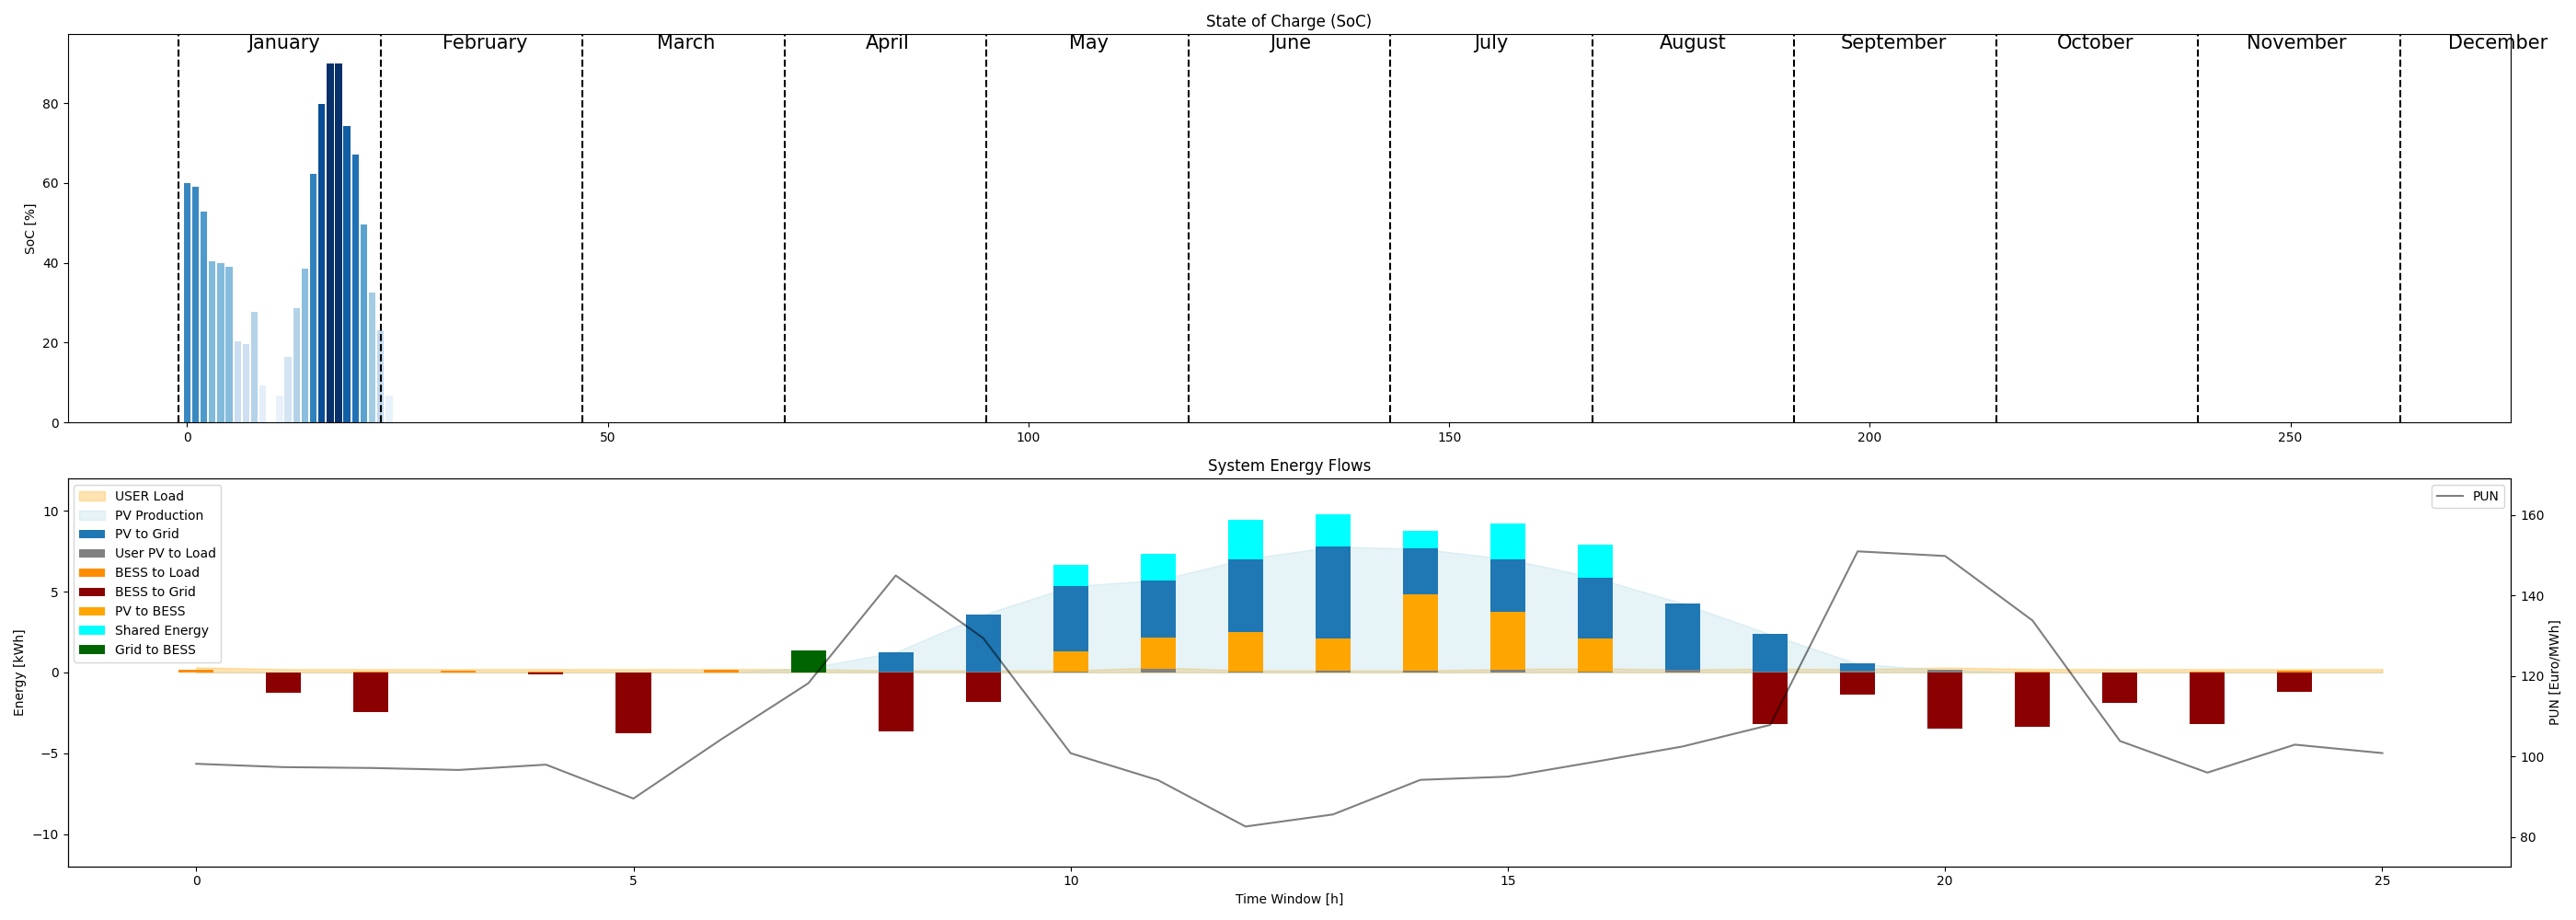 State of Charge (SoC)
January February March April May June July August September October November December
80
60
40
20
0
SoC [%]
0 50 100 150 200 250
System Energy Flows
USER Load
PV Production
PV to Grid
User PV to Load
BESS to Load
BESS to Grid
PV to BESS
Shared Energy
Grid to BESS
PUN
10
5
0
−5
−10
Energy [kWh]
160
140
120
100
80
PUN [Euro/MWh]
0 5 10 15 20 25
Time Window [h]